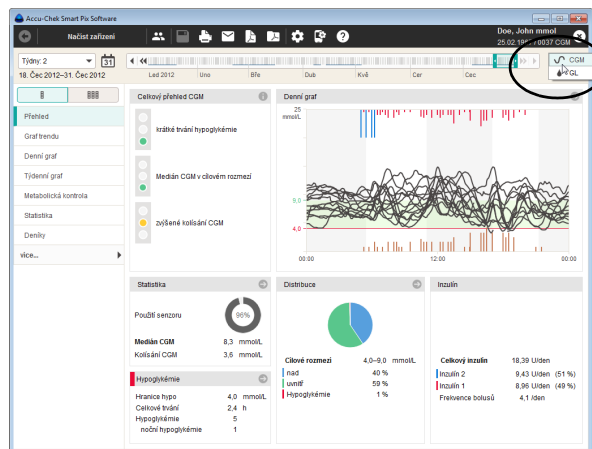 Accu-Chek Smart Pix Software
Načíst zařízení
Doe, John mmol
25.02.1967/0037 CGM
Týdny: 2
31
18. Čec 2012–31. Čec 2012
Led 2012 Úno Bře Dub Kvě Čer Čec
CGM
GL
Přehled
Graf trendu
Denní graf
Týdenní graf
Metabolická kontrola
Statistika
Deníky
více...
Celkový přehled CGM
krátké trvání hypoglykémie
Medián CGM v cílovém rozmezí
zvýšené kolísání CGM
Denní graf
25
mmol/L
9,0
4,0
00:00 12:00 00:00
Statistika
Použití senzoru 96%
Medián CGM 8,3 mmol/L
Kolísání CGM 3,6 mmol/L
Hypoglykémie
Hranice hypo 4,0 mmol/L
Celkové trvání 2,4 h
Hypoglykémie 5
noční hypoglykémie 1
Distribuce
Cílové rozmezí 4,0–9,0 mmol/L
nad 40 %
uvnitř 59 %
Hypoglykémie 1 %
Inzulín
Celkový inzulín 18,39 U/den
Inzulín 2 9,43 U/den (51 %)
Inzulín 1 8,96 U/den (49 %)
Frekvence bolusů 4,1 /den